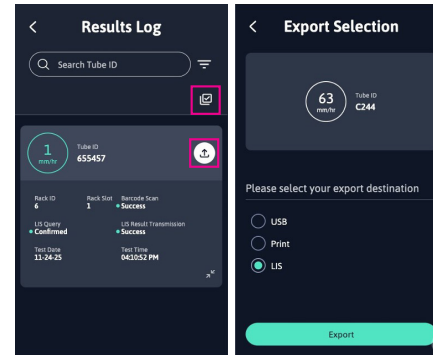 Results Log
Search Tube ID
1
mm/hr
Tube ID
655457
Rack ID
6
Rack Slot
1
Barcode Scan
Success
LIS Query
Confirmed
LIS Result Transmission
Success
Test Date
11-24-25
Test Time
04:10:52 PM
Export Selection
63
mm/hr
Tube ID
C244
Please select your export destination
USB
Print
LIS
Export